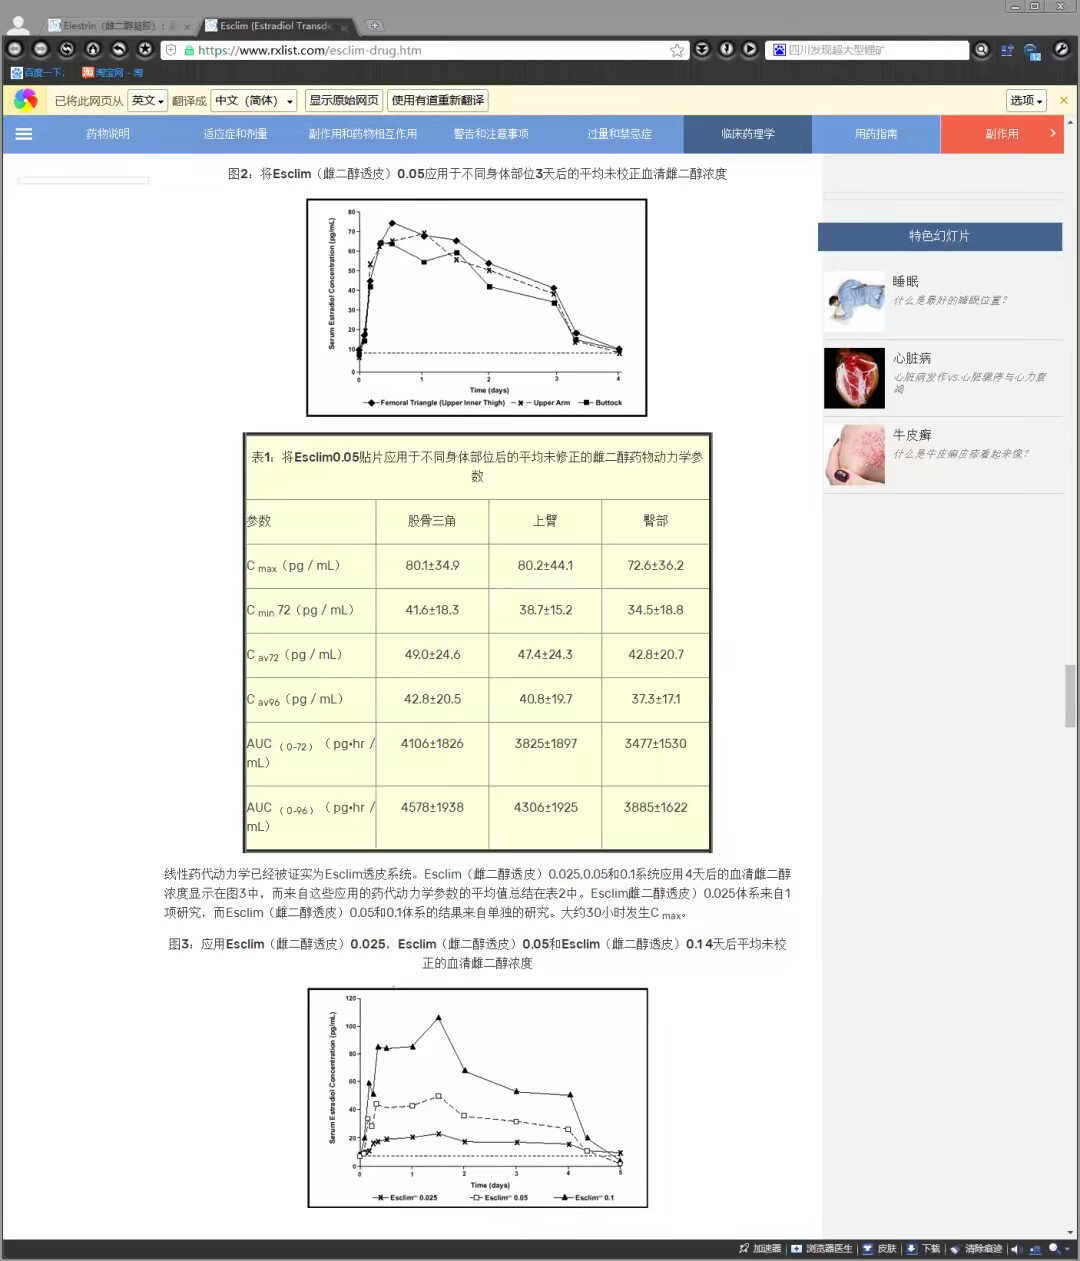 Elestrin（雌二醇凝胶）：
Esclim (Estradiol Transde
https://www.rxlist.com/esclim-drug.htm
四川发现超大型锂矿
12
百度一下，
淘宝网 - 淘
已将此网页从 英文 翻译成 中文（简体） 显示原始网页 使用有道重新翻译 选项
药物说明 适应症和剂量 副作用和药物相互作用 警告和注意事项 过量和禁忌症 临床药理学 用药指南 副作用
图2：将Esclim（雌二醇透皮）0.05应用于不同身体部位3天后的平均未校正血清雌二醇浓度
Serum Estradiol Concentration (pg/mL)
80
70
60
50
40
30
20
10
0
0 1 2 3 4
Time (days)
Femoral Triangle (Upper Inner Thigh) Upper Arm Buttock
特色幻灯片
睡眠
什么是最好的睡眠位置？
心脏病
心脏病发作vs.心脏骤停与心力衰
竭
牛皮癣
什么是牛皮癣皮疹看起来像？
表1：将Esclim0.05贴片应用于不同身体部位后的平均未修正的雌二醇药物动力学参
数
参数 股骨三角 上臂 臀部
C max（pg / mL） 80.1±34.9 80.2±44.1 72.6±36.2
C min 72（pg / mL） 41.6±18.3 38.7±15.2 34.5±18.8
C av72（pg / mL） 49.0±24.6 47.4±24.3 42.8±20.7
C av96（pg / mL） 42.8±20.5 40.8±19.7 37.3±17.1
AUC （0-72）（pg•hr / 4106±1826 3825±1897 3477±1530
mL）
AUC （0-96）（pg•hr / 4578±1938 4306±1925 3885±1622
mL）
线性药代动力学已经被证实为Esclim透皮系统。Esclim（雌二醇透皮）0.025,0.05和0.1系统应用4天后的血清雌二醇
浓度显示在图3中，而来自这些应用的药代动力学参数的平均值总结在表2中。Esclim雌二醇透皮）0.025体系来自1
项研究，而Esclim（雌二醇透皮）0.05和0.1体系的结果来自单独的研究。大约30小时发生C max。
图3：应用Esclim（雌二醇透皮）0.025，Esclim（雌二醇透皮）0.05和Esclim（雌二醇透皮）0.1 4天后平均未校
正的血清雌二醇浓度
Serum Estradiol Concentration (pg/mL)
120
100
80
60
40
20
0
0 1 2 3 4 5
Time (days)
Esclim™ 0.025 Esclim™ 0.05 Esclim™ 0.1
加速器 浏览器医生 皮肤 下载 清除痕迹